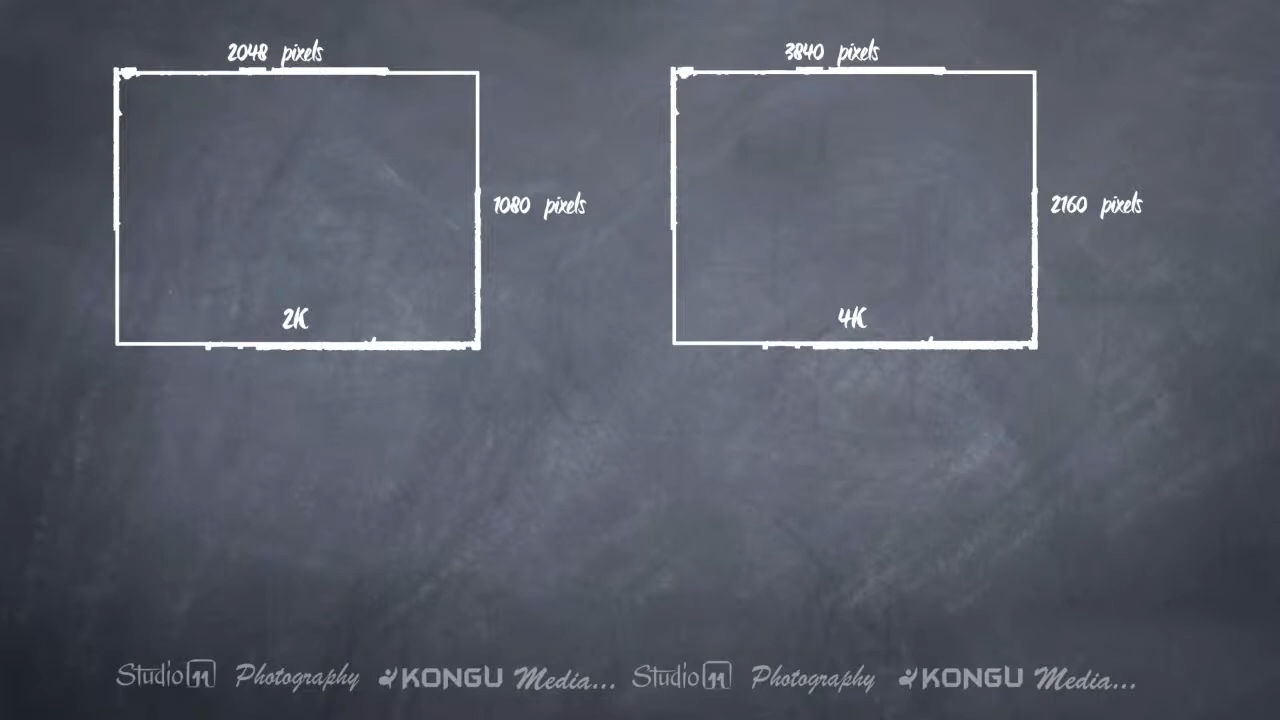 2048 pixels
3840 pixels
1080 pixels
2160 pixels
2K
4K
Studio 11 Photography KONGU Media... Studio 11 Photography KONGU Media...